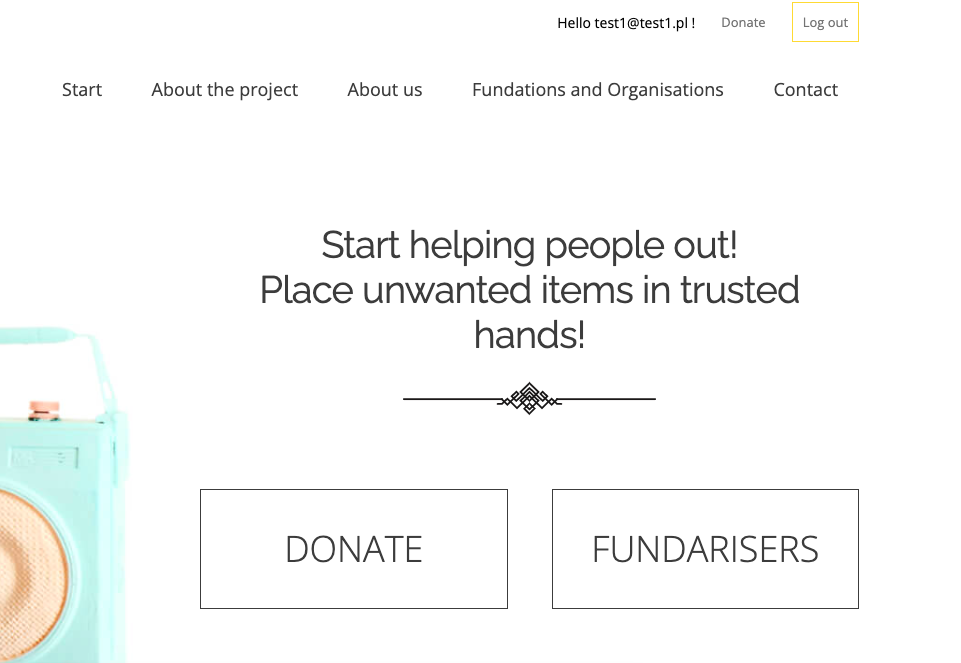 Hello test1@test1.pl ! Donate Log out
Start About the project About us Fundations and Organisations Contact
Start helping people out!
Place unwanted items in trusted
hands!
DONATE FUNDARISERS